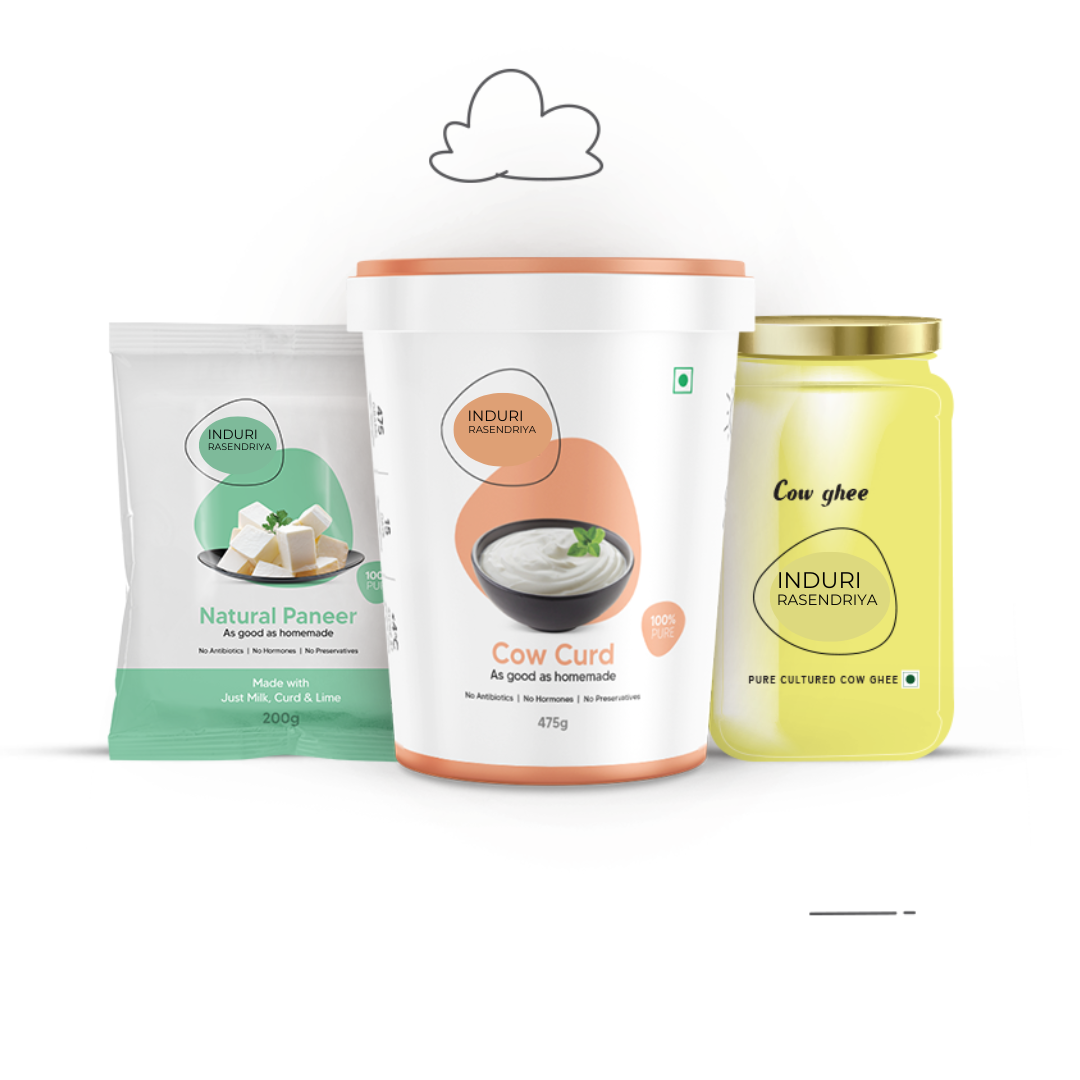 INDURI
RASENDRIYA
100%
PU
Natural Paneer
As good as homemade
No Antibiotics | No Hormones | No Preservatives
Made with
Just Milk, Curd & Lime
200g
INDURI
RASENDRIYA
100%
PURE
Cow Curd
As good as homemade
No Antibiotics | No Hormones | No Preservatives
475g
Cow ghee
INDURI
RASENDRIYA
PURE CULTURED COW GHEE